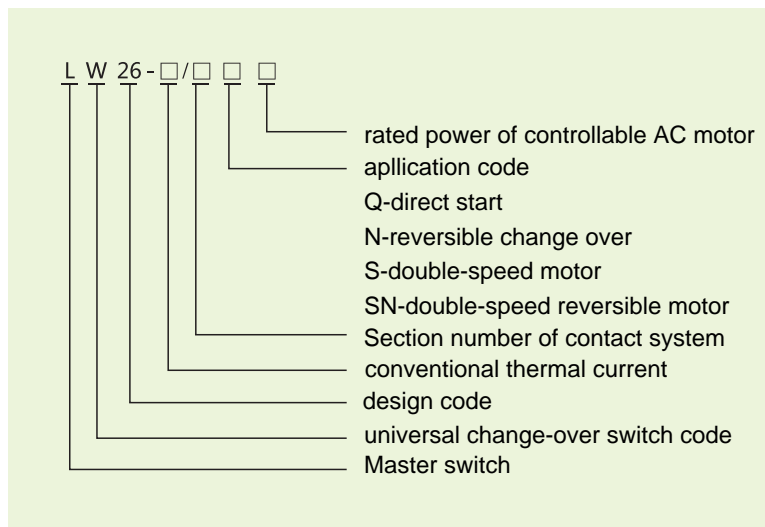 L W 26-□/□ □ □
rated power of controllable AC motor
apllication code
Q-direct start
N-reversible change over
S-double-speed motor
SN-double-speed reversible motor
Section number of contact system
conventional thermal current
design code
universal change-over switch code
Master switch